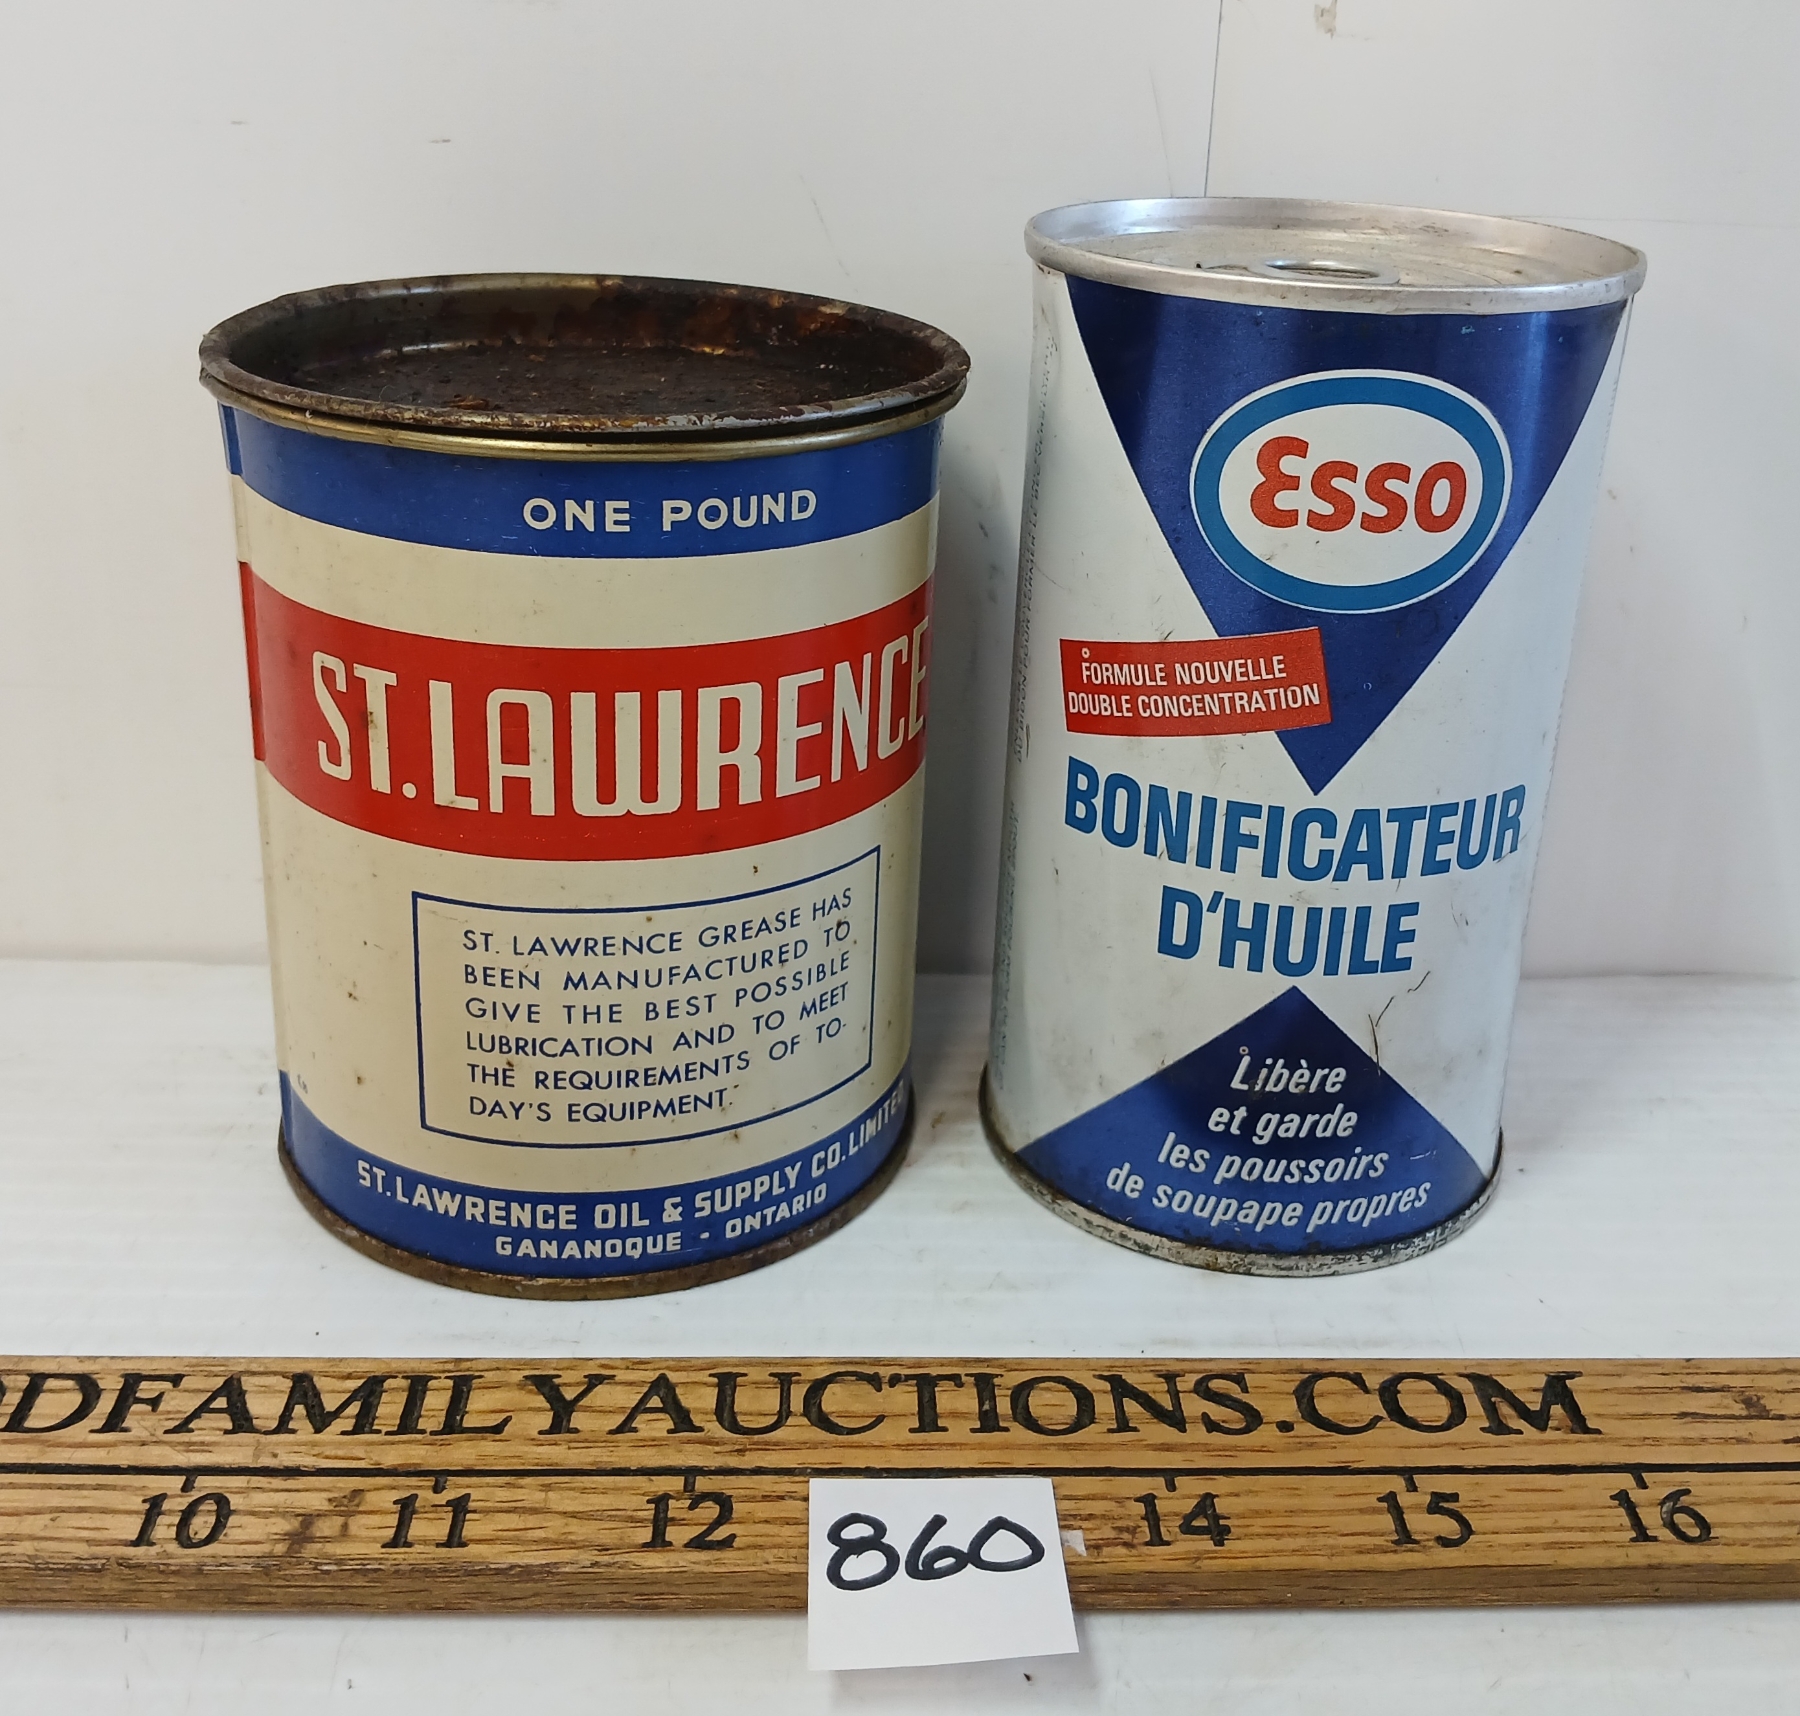 ONE POUND
ST. LAWRENCE
ST. LAWRENCE GREASE HAS
BEEN MANUFACTURED TO
GIVE THE BEST POSSIBLE
LUBRICATION AND TO MEET
THE REQUIREMENTS OF TO-
DAY'S EQUIPMENT.
ST. LAWRENCE OIL & SUPPLY CO. LIMITED
GANANOQUE - ONTARIO
Esso
FORMULE NOUVELLE
DOUBLE CONCENTRATION
BONIFICATEUR
D'HUILE
Libère
et garde
les poussoirs
de soupape propres
DFAMILYAUCTIONS.COM
10 11 12 14 15 16
860